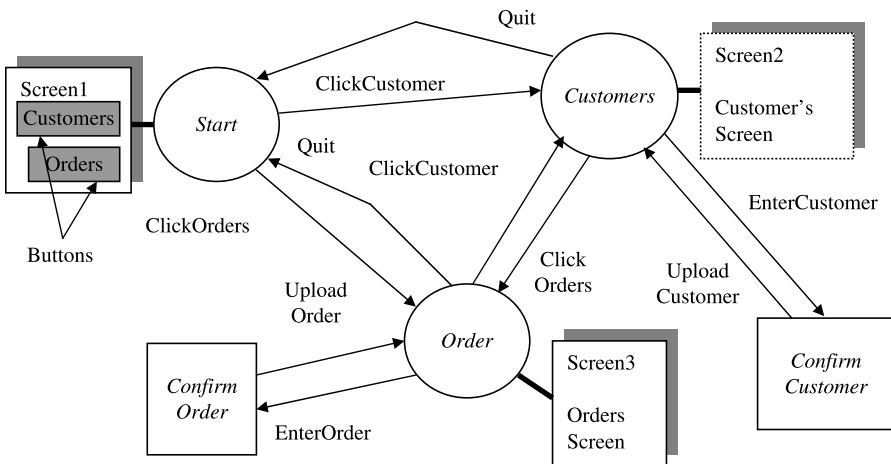 Quit
Screen1
Customers
Orders
Buttons
Start
ClickCustomer
Customers
Screen2
Customer's
Screen
Quit
ClickCustomer
ClickOrders
EnterCustomer
Click
Orders
Upload
Customer
Upload
Order
Order
Confirm
Order
EnterOrder
Screen3
Orders
Screen
Confirm
Customer